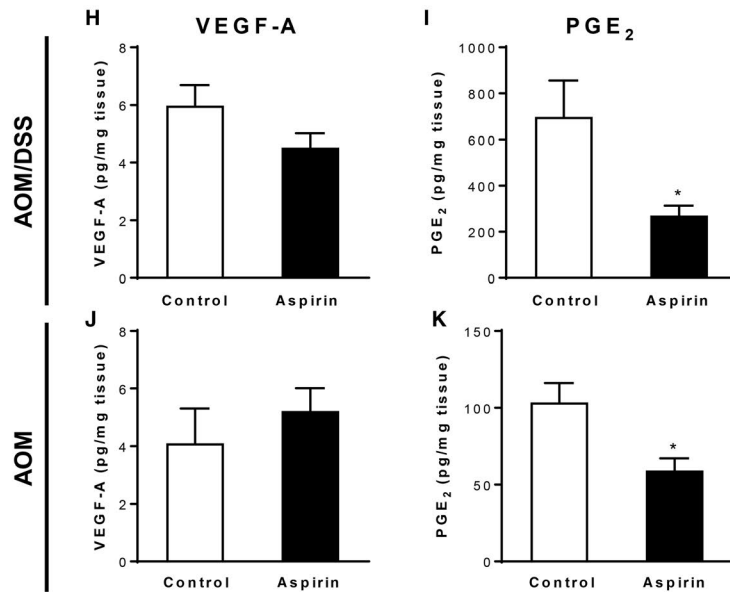 H
VEGF-A
I
PGE₂
AOM/DSS
VEGF-A (pg/mg tissue)
8
6
4
2
0
Control
Aspirin
PGE₂ (pg/mg tissue)
1000
800
600
400
200
0
*
Control
Aspirin
AOM
J
VEGF-A (pg/mg tissue)
8
6
4
2
0
Control
Aspirin
K
PGE₂ (pg/mg tissue)
150
100
50
0
*
Control
Aspirin